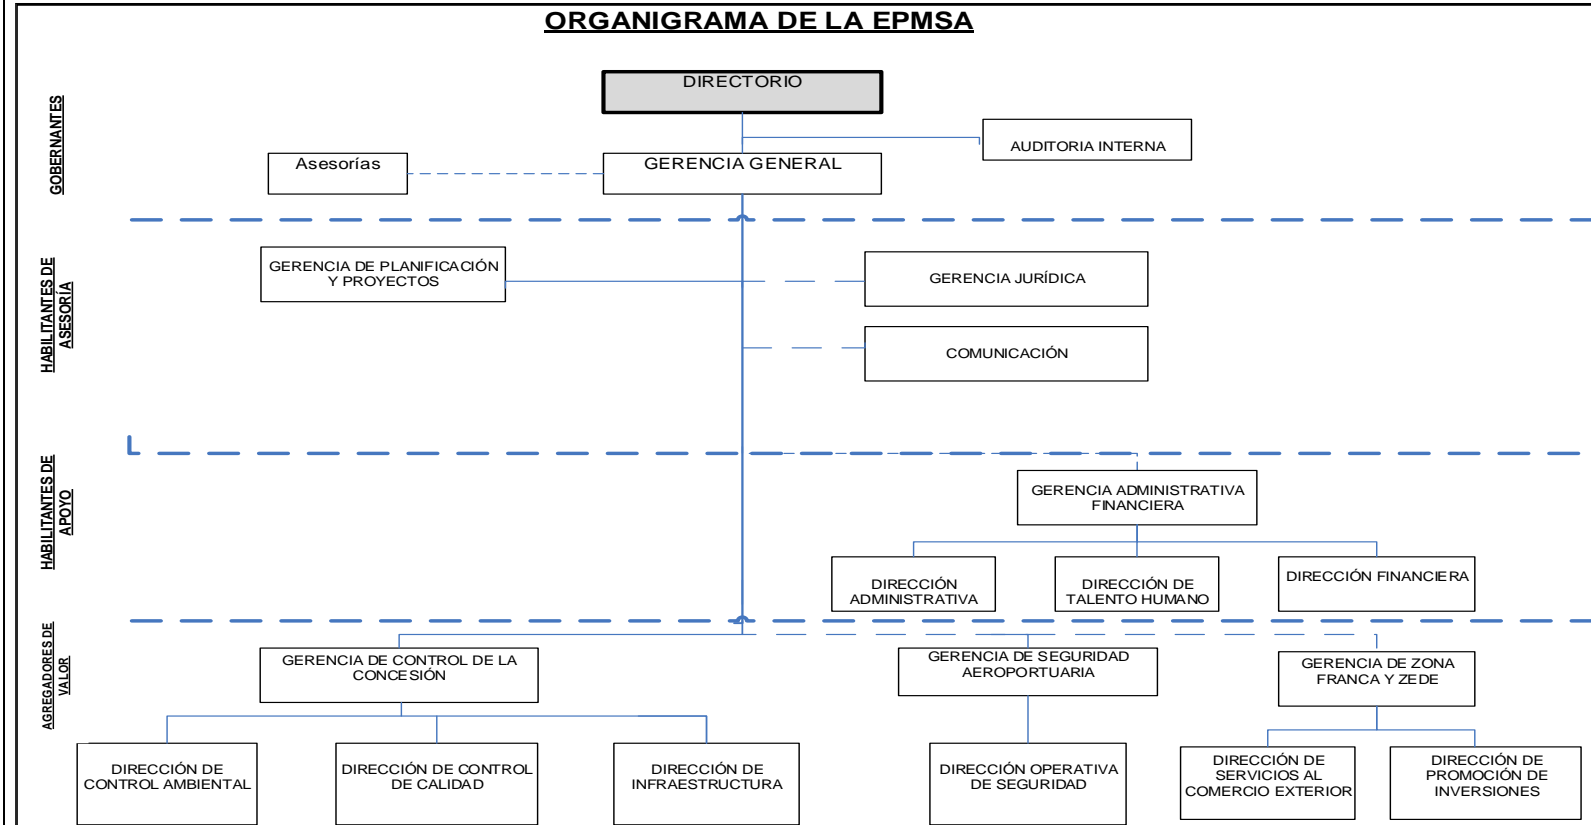 ORGANIGRAMA DE LA EPMSA
GOBERNANTES
DIRECTORIO
AUDITORIA INTERNA
Asesorías
GERENCIA GENERAL
HABILITANTES DE
ASESORÍA
GERENCIA DE PLANIFICACIÓN
Y PROYECTOS
GERENCIA JURÍDICA
COMUNICACIÓN
HABILITANTES DE
APOYO
GERENCIA ADMINISTRATIVA
FINANCIERA
DIRECCIÓN
ADMINISTRATIVA
DIRECCIÓN DE
TALENTO HUMANO
DIRECCIÓN FINANCIERA
AGREGADORES DE
VALOR
GERENCIA DE CONTROL DE LA
CONCESIÓN
GERENCIA DE SEGURIDAD
AEROPORTUARIA
GERENCIA DE ZONA
FRANCA Y ZEDE
DIRECCIÓN DE
CONTROL AMBIENTAL
DIRECCIÓN DE CONTROL
DE CALIDAD
DIRECCIÓN DE
INFRAESTRUCTURA
DIRECCIÓN OPERATIVA
DE SEGURIDAD
DIRECCIÓN DE
SERVICIOS AL
COMERCIO EXTERIOR
DIRECCIÓN DE
PROMOCIÓN DE
INVERSIONES